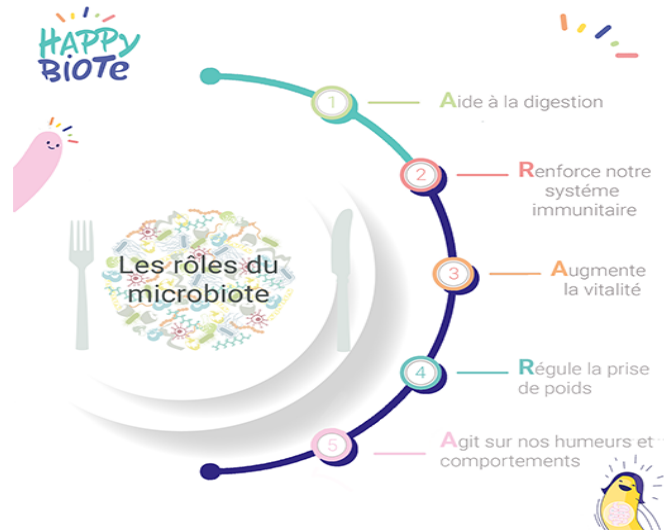 HAPPY
BiOTe
1
Aide à la digestion
2
Renforce notre
systéme
immunitaire
Les rôles du
microbiote
3
Augmente
la vitalité
4
Régule la prise
de poids
5
Agit sur nos humeurs et
comportements